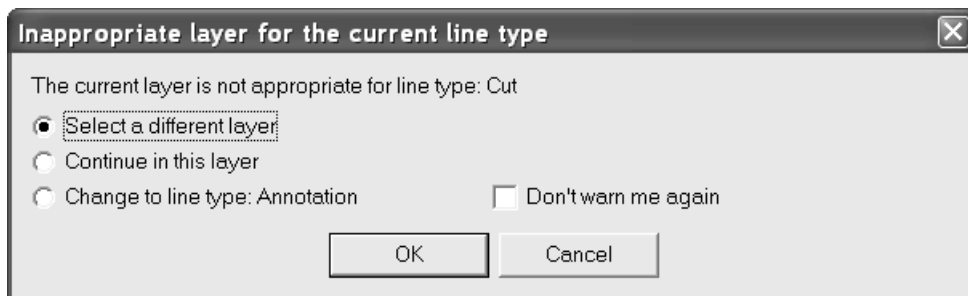 Inappropriate layer for the current line type
The current layer is not appropriate for line type: Cut
Select a different layer
Continue in this layer
Change to line type: Annotation
Don't warn me again
OK
Cancel